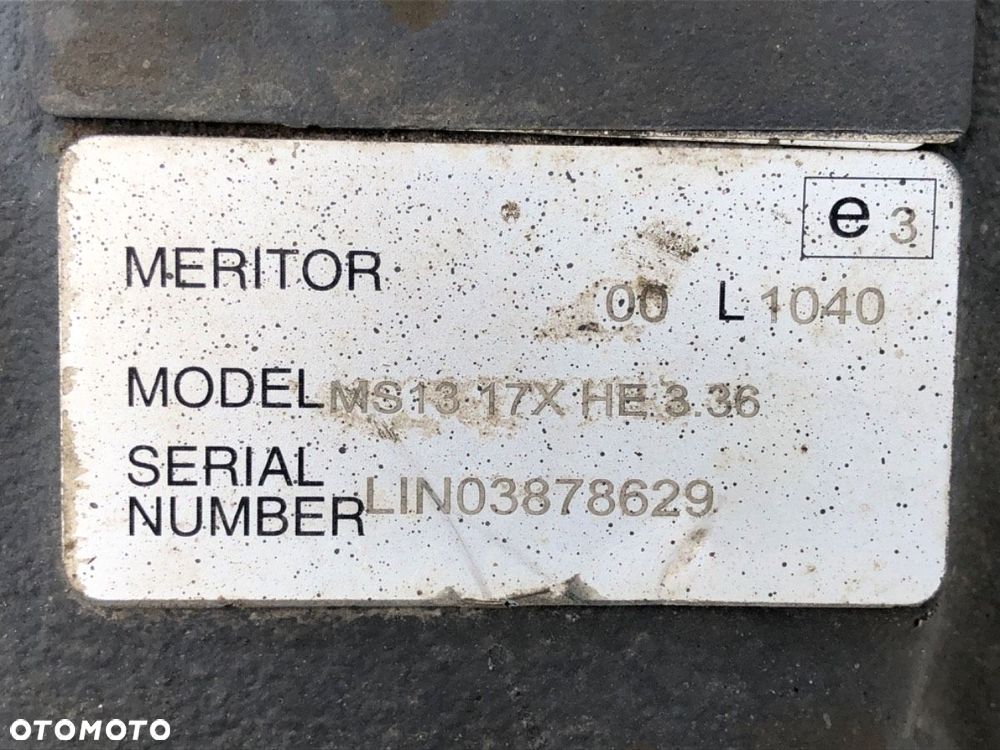 e 3
MERITOR
00 L 1040
MODEL MS13 17X HE 3.36
SERIAL
NUMBER LIN03878629
OTOMOTO